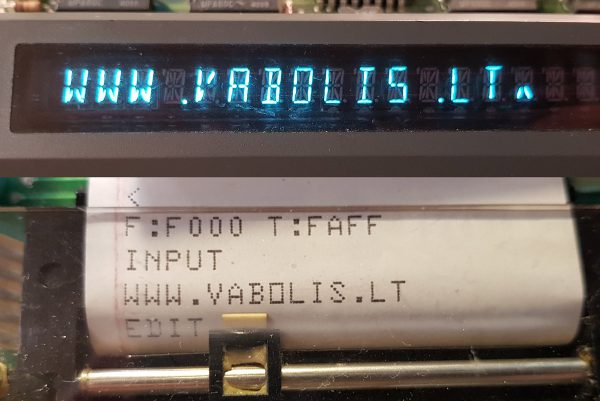 WWW.VABOLIS.LT^
<
F:F000 T:FAFF
INPUT
WWW.VABOLIS.LT
EDIT